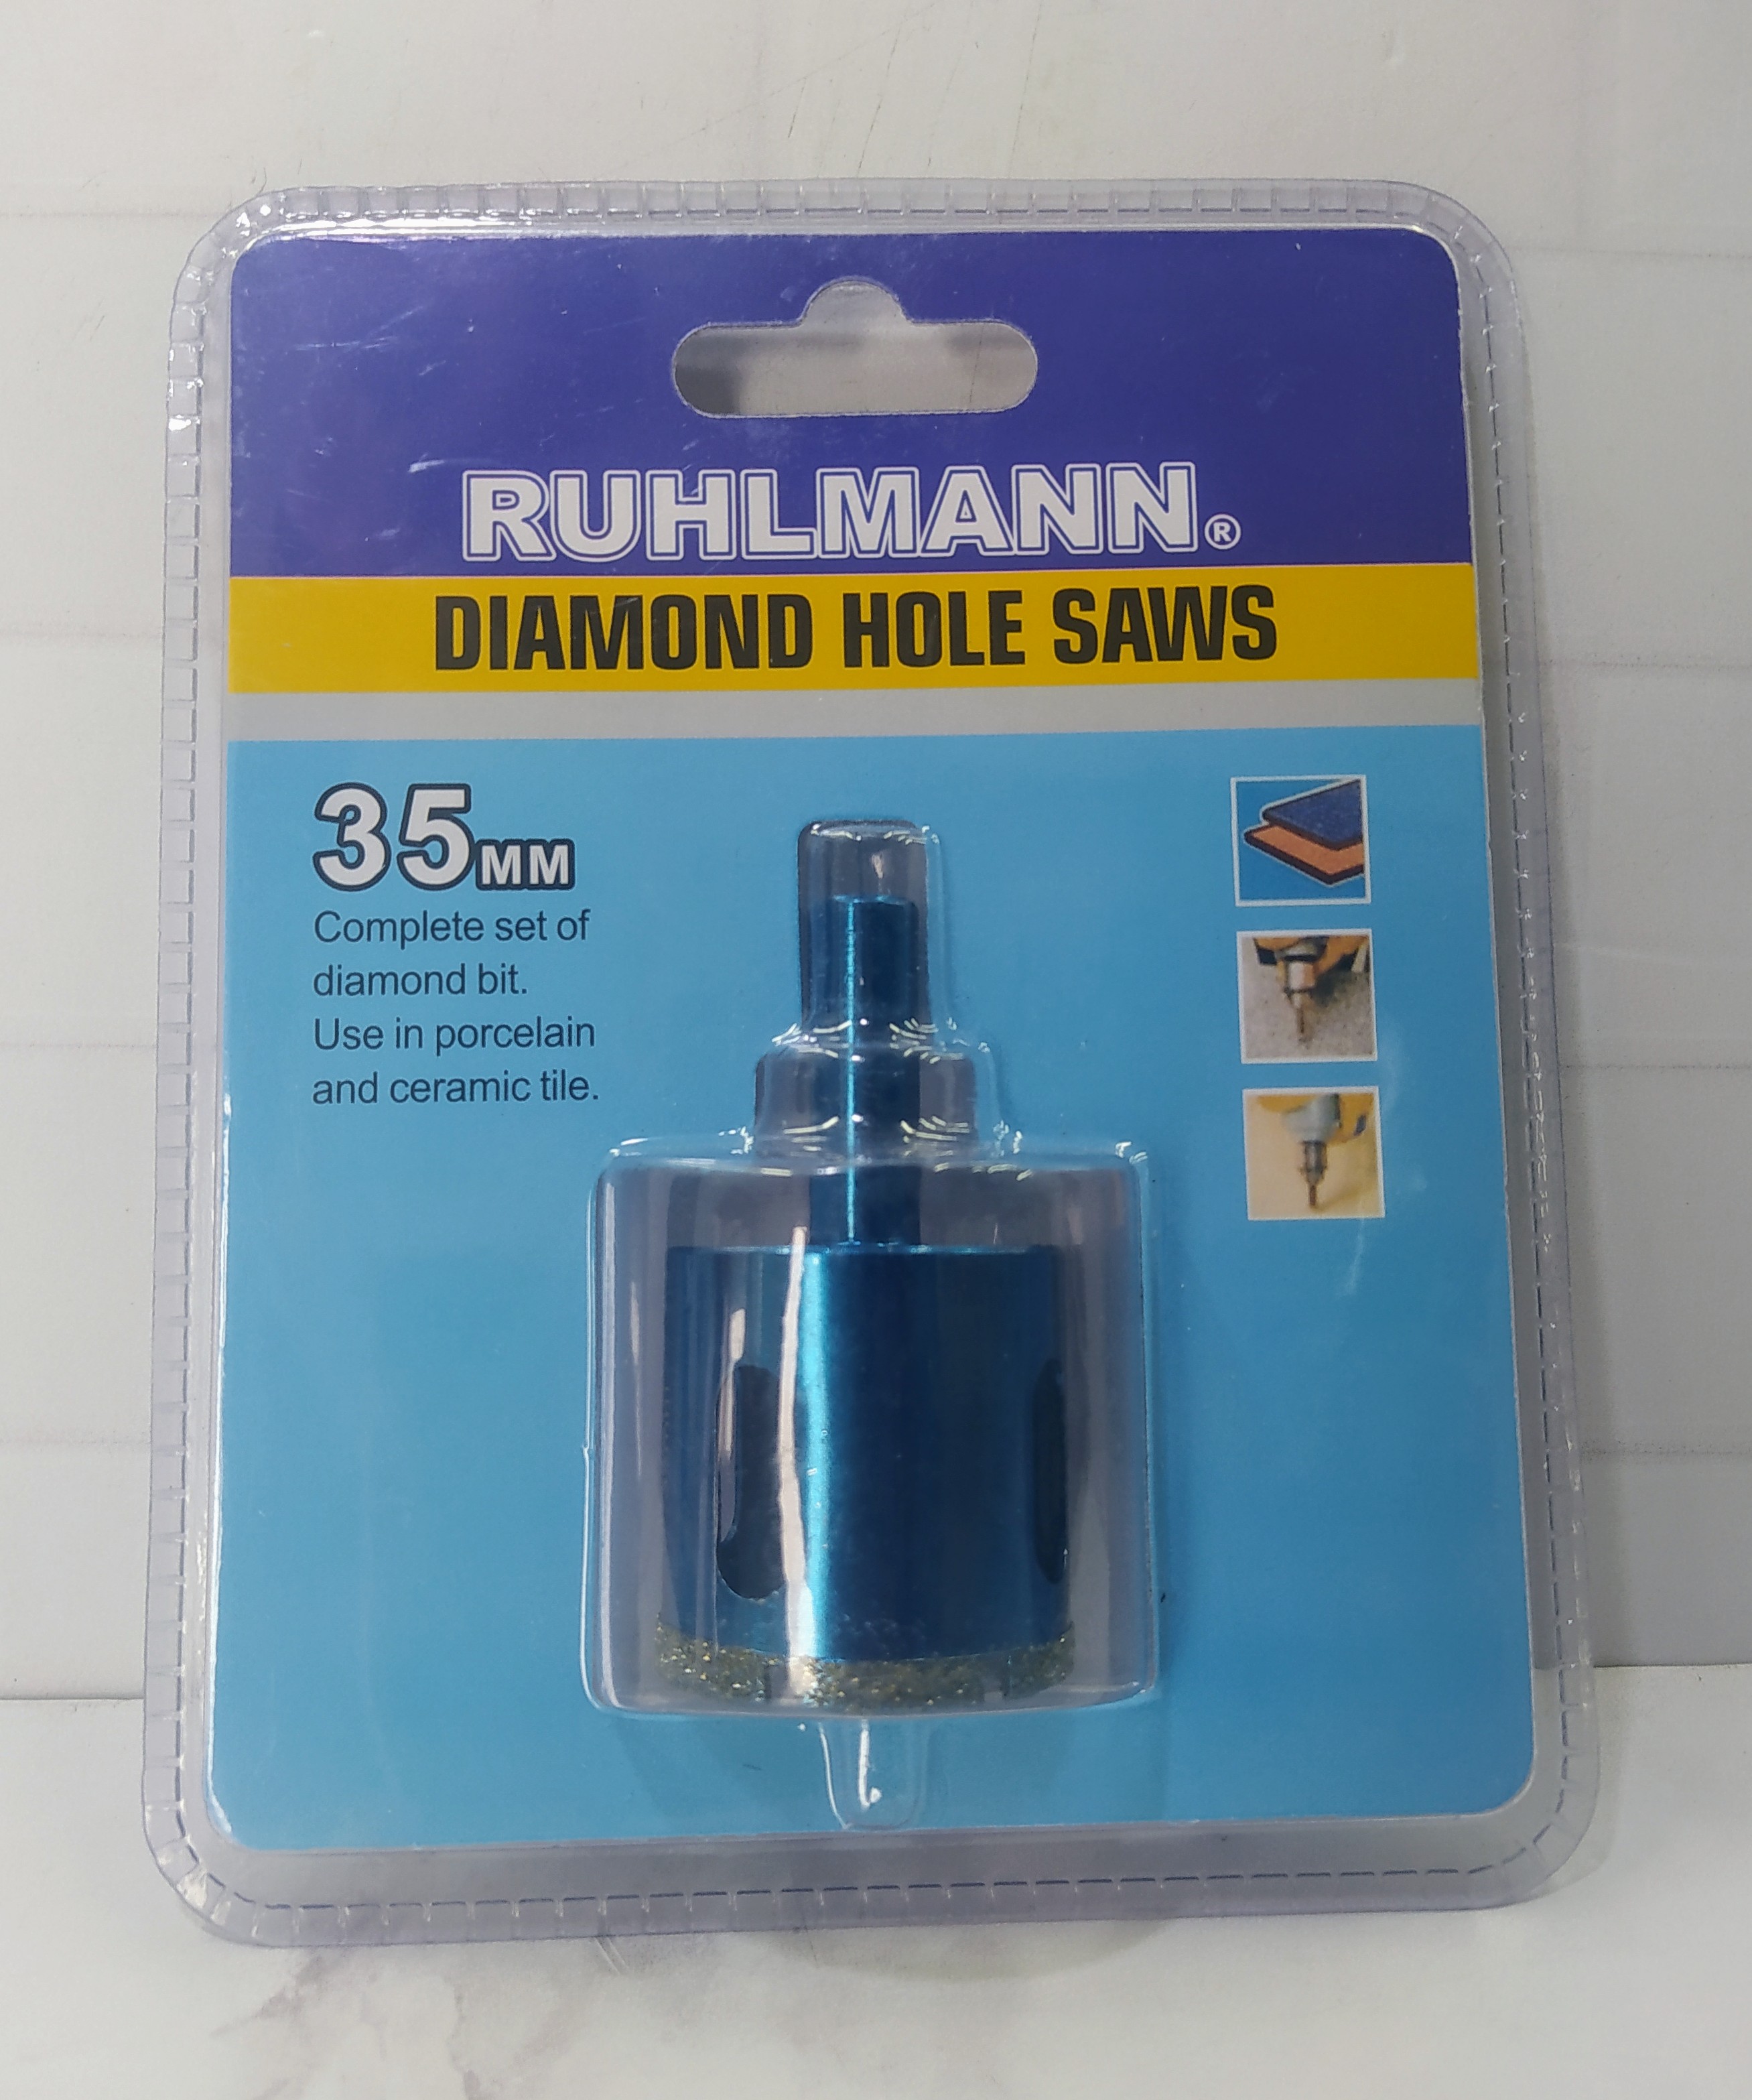 RUHLMANN®
DIAMOND HOLE SAWS
35MM
Complete set of
diamond bit.
Use in porcelain
and ceramic tile.